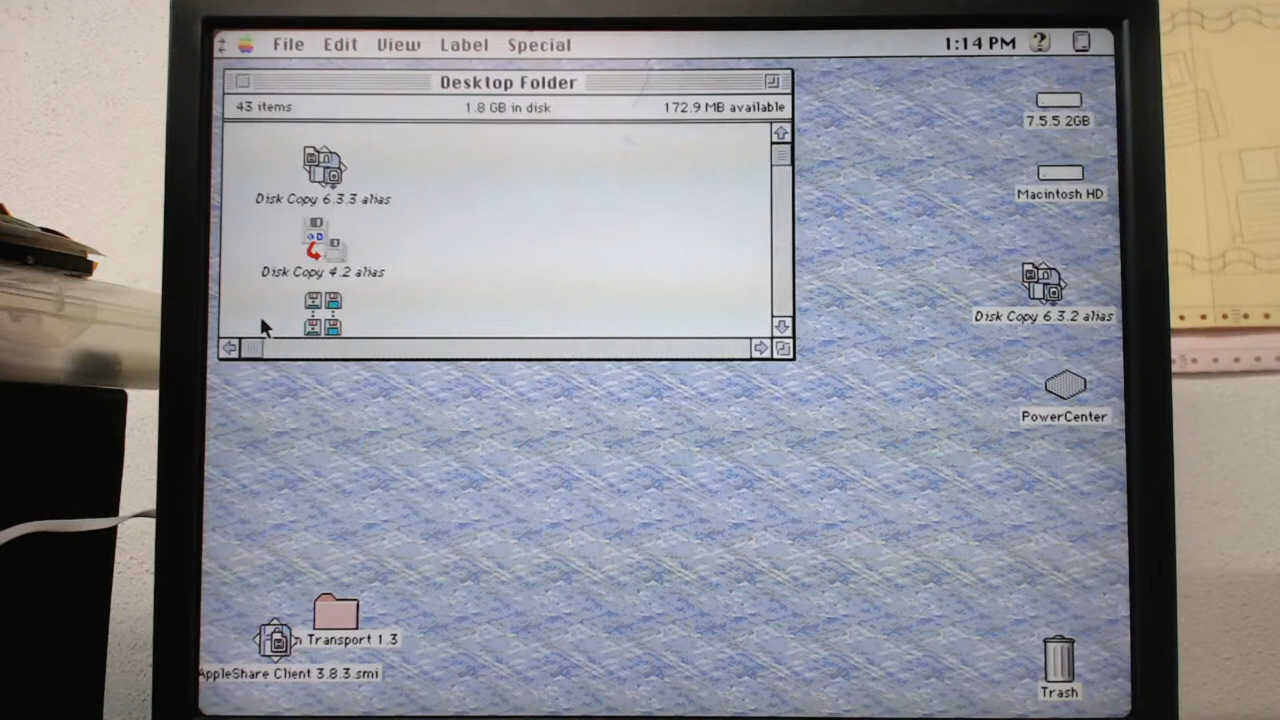 File Edit View Label Special 1:14 PM
Desktop Folder
43 items 1.8 GB in disk 172.9 MB available
Disk Copy 6.3.3 alias
Disk Copy 4.2 alias
7.5.5 2GB
Macintosh HD
Disk Copy 6.3.2 alias
PowerCenter
n Transport 1.3
AppleShare Client 3.8.3.smi
Trash